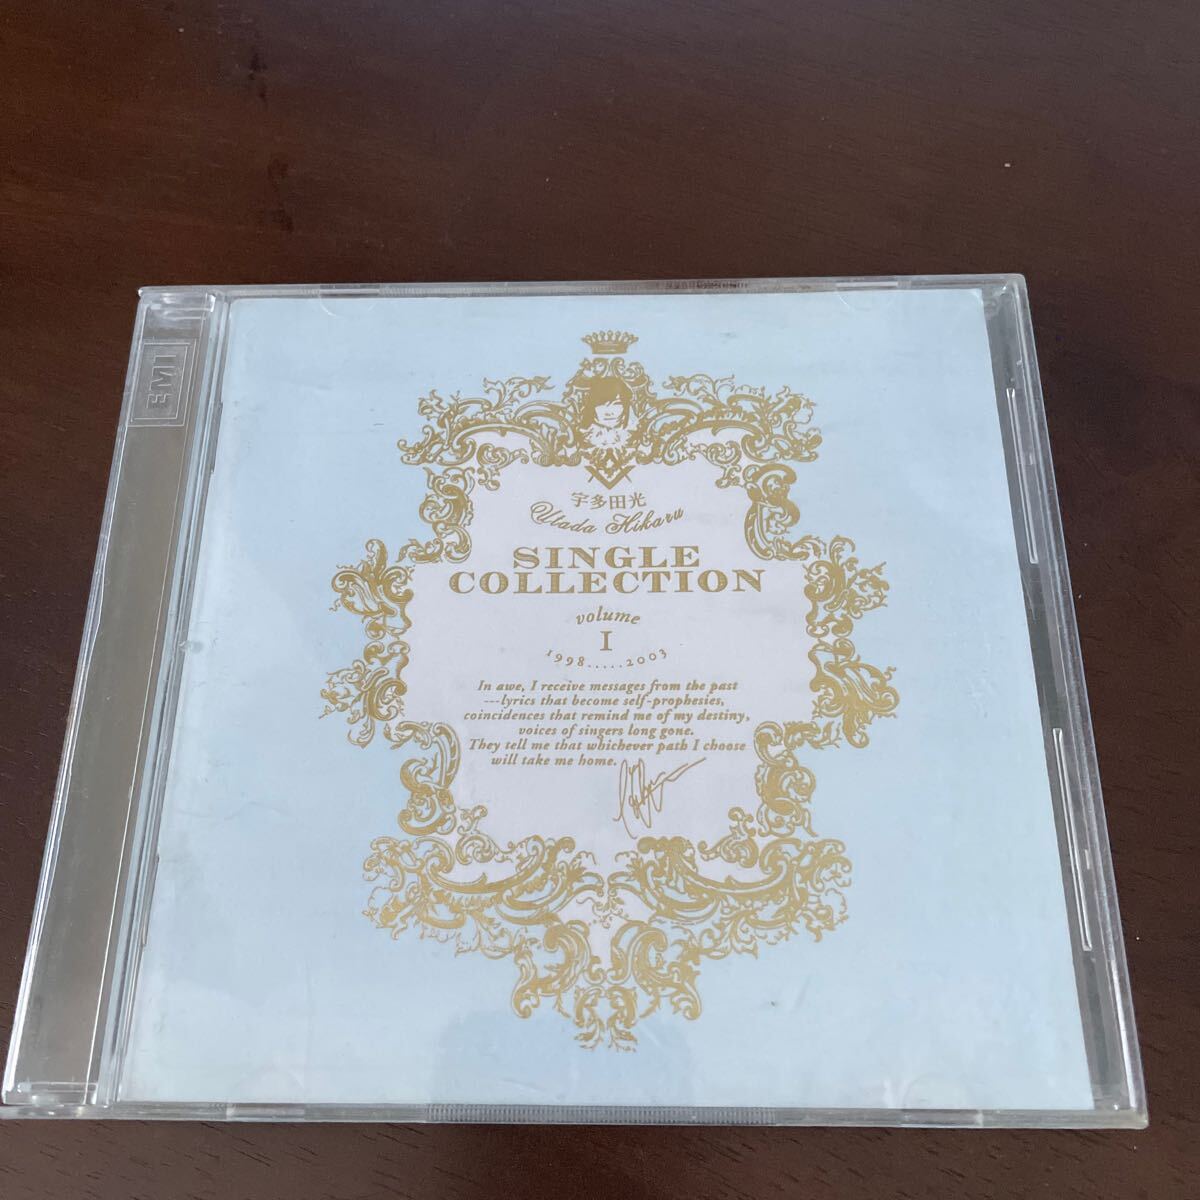 EMI
宇多田光
Utada Hikaru
SINGLE
COLLECTION
volume
I
1998.....2003
In awe, I receive messages from the past
---lyrics that become self-prophesies,
coincidences that remind me of my destiny,
voices of singers long gone.
They tell me that whichever path I choose
will take me home.